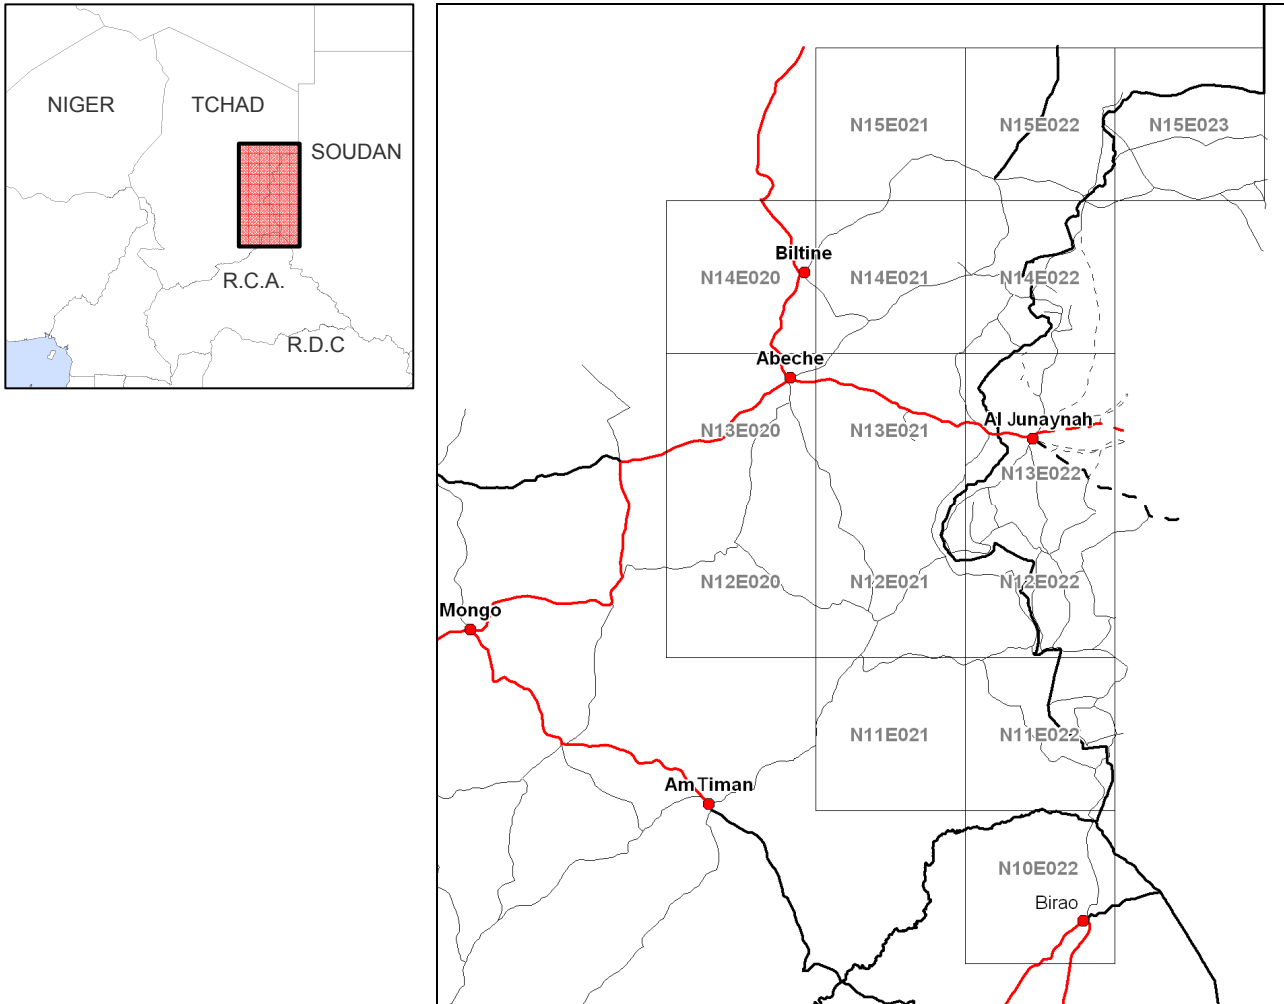 NIGER
TCHAD
SOUDAN
R.C.A.
R.D.C
N15E021
N15E022
N15E023
Biltine
N14E020
N14E021
N14E022
Abeche
Al Junaynah
N13E020
N13E021
N13E022
N12E020
N12E021
N12E022
Mongo
N11E021
N11E022
Am Timan
N10E022
Birao